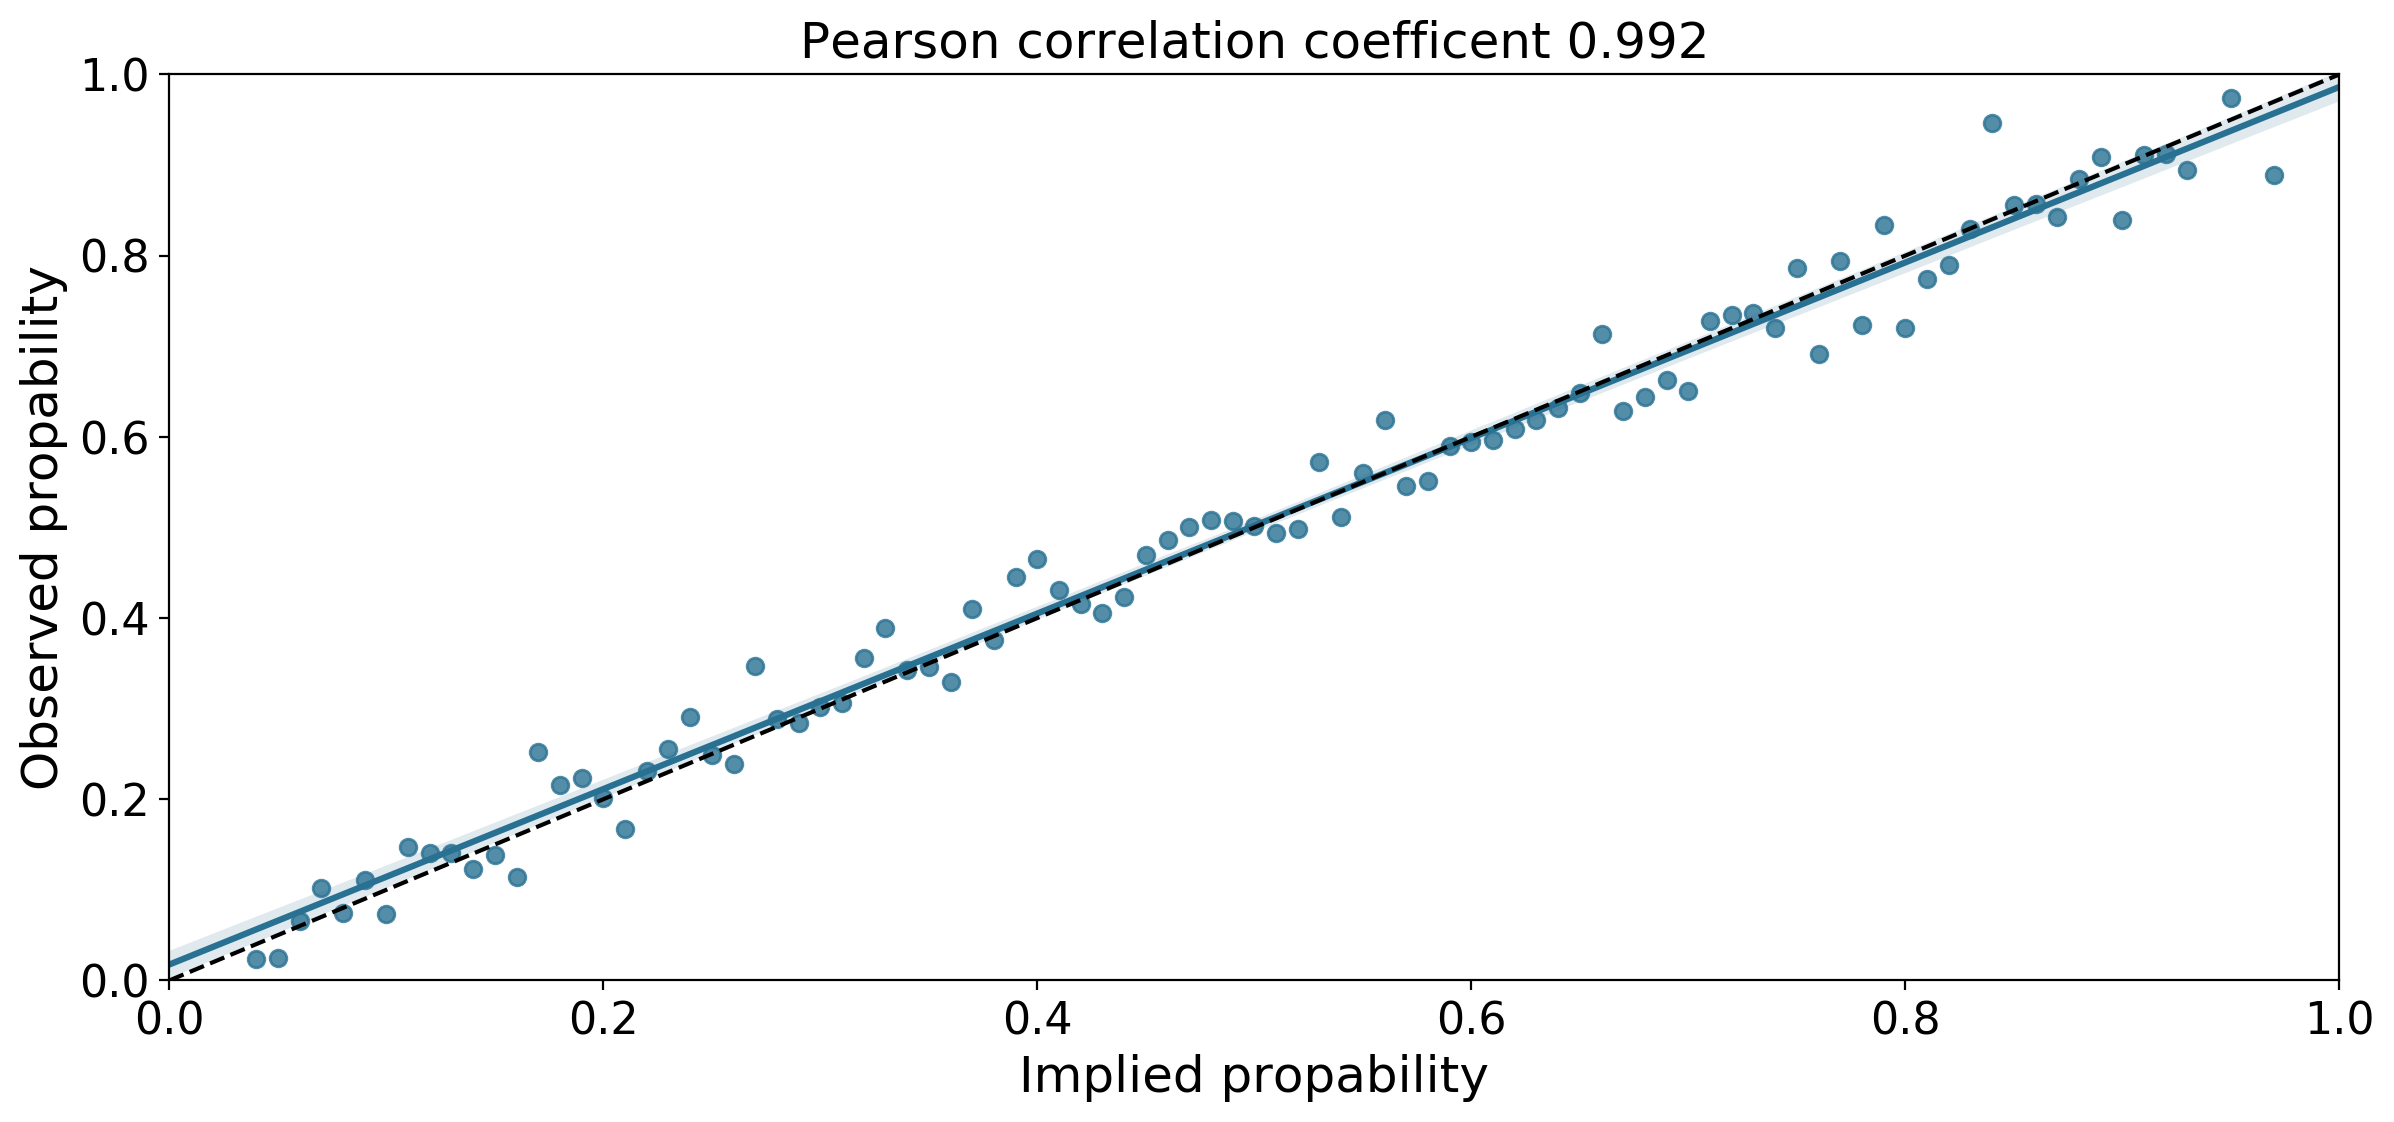 Pearson correlation coefficent 0.992
1.0
0.8
0.6
0.4
0.2
0.0
Observed propability
0.0 0.2 0.4 0.6 0.8 1.0
Implied propability